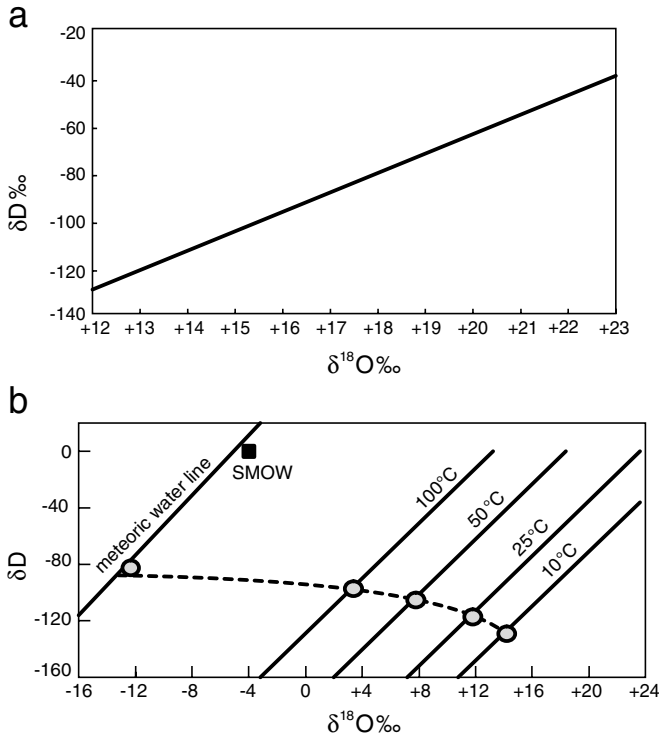 a
-20
-40
-60
-80
-100
-120
-140
δD‰
+12 +13 +14 +15 +16 +17 +18 +19 +20 +21 +22 +23
δ¹⁸O‰
b
0
-40
-80
-120
-160
δD
meteoric water line
SMOW
100°C
50°C
25°C
10°C
-16 -12 -8 -4 0 +4 +8 +12 +16 +20 +24
δ¹⁸O‰